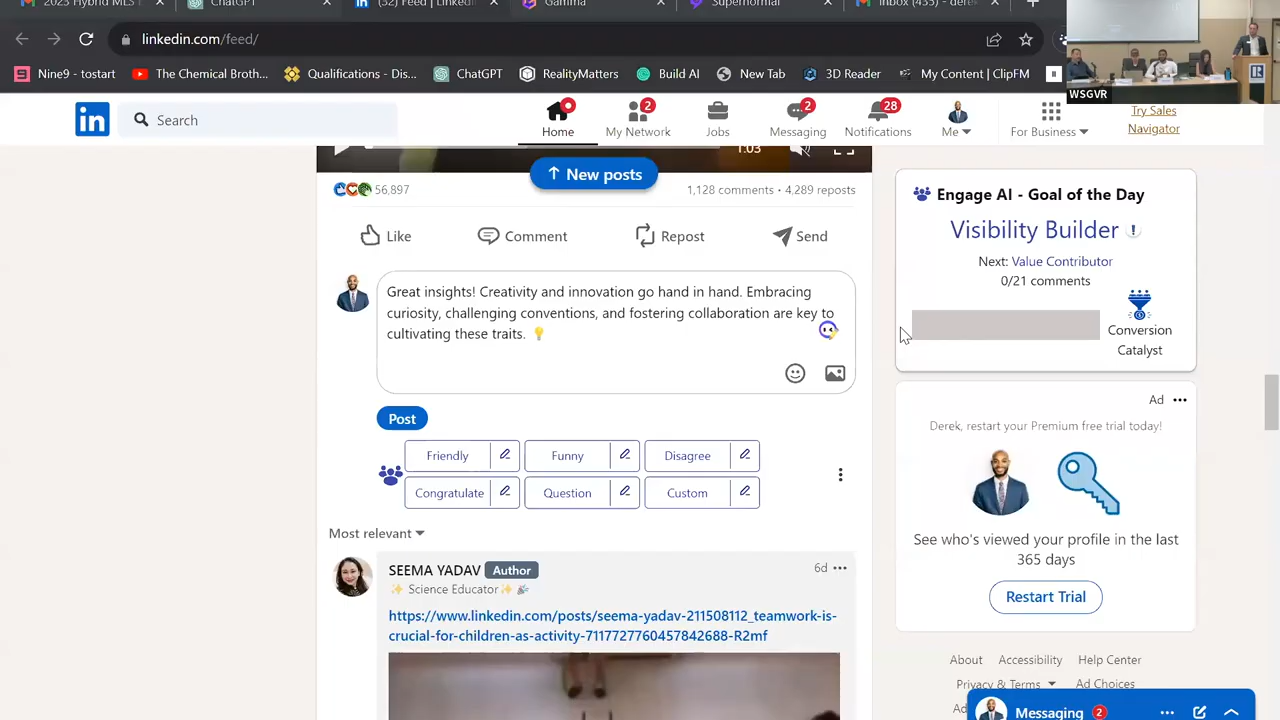 2023 Hybrid MLS E
ChatGPT
(32) Feed | LinkedIn
Gamma
Supernormal
Inbox (435) - derek
linkedin.com/feed/
Nine9 - tostart
The Chemical Broth...
Qualifications - Dis...
ChatGPT
RealityMatters
Build AI
New Tab
3D Reader
My Content | ClipFM
WSGVR
in
Search
Home
2
My Network
Jobs
2
Messaging
28
Notifications
Me
For Business
Try Sales
Navigator
1:03
↑ New posts
56,897
1,128 comments • 4,289 reposts
Like
Comment
Repost
Send
Great insights! Creativity and innovation go hand in hand. Embracing
curiosity, challenging conventions, and fostering collaboration are key to
cultivating these traits. 💡
Post
Friendly
Funny
Disagree
Congratulate
Question
Custom
Most relevant
SEEMA YADAV Author
6d
✨ Science Educator✨ 🎉
https://www.linkedin.com/posts/seema-yadav-211508112_teamwork-is-
crucial-for-children-as-activity-7117727760457842688-R2mf
Engage AI - Goal of the Day
Visibility Builder !
Next: Value Contributor
0/21 comments
Conversion
Catalyst
Ad
Derek, restart your Premium free trial today!
See who's viewed your profile in the last
365 days
Restart Trial
About Accessibility Help Center
Privacy & Terms Ad Choices
Messaging 2